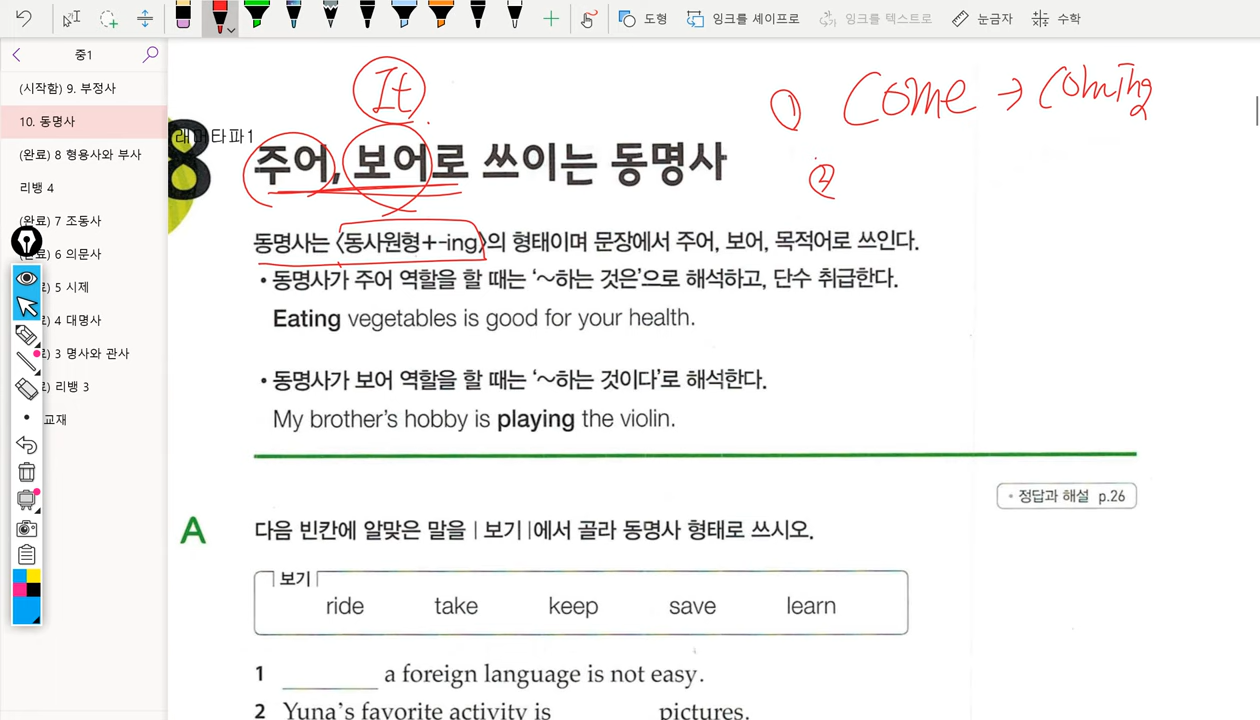 도형 잉크를 셰이프로 잉크를 텍스트로 눈금자 수학
중1
(시작함) 9. 부정사
10. 동명사
(완료) 8 형용사와 부사
리뱅 4
(완료) 7 조동사
료) 6 의문사
료) 5 시제
료) 4 대명사
료) 3 명사와 관사
료) 리뱅 3
교재
It
① Come → Coming
②
래머타파1
8 주어, 보어로 쓰이는 동명사
동명사는 〈동사원형+-ing〉의 형태이며 문장에서 주어, 보어, 목적어로 쓰인다.
• 동명사가 주어 역할을 할 때는 ‘~하는 것은’으로 해석하고, 단수 취급한다.
Eating vegetables is good for your health.
• 동명사가 보어 역할을 할 때는 ‘~하는 것이다’로 해석한다.
My brother’s hobby is playing the violin.
• 정답과 해설 p.26
A 다음 빈칸에 알맞은 말을 | 보기 |에서 골라 동명사 형태로 쓰시오.
보기
ride take keep save learn
1 ________ a foreign language is not easy.
2 Yuna’s favorite activity is ________ pictures.